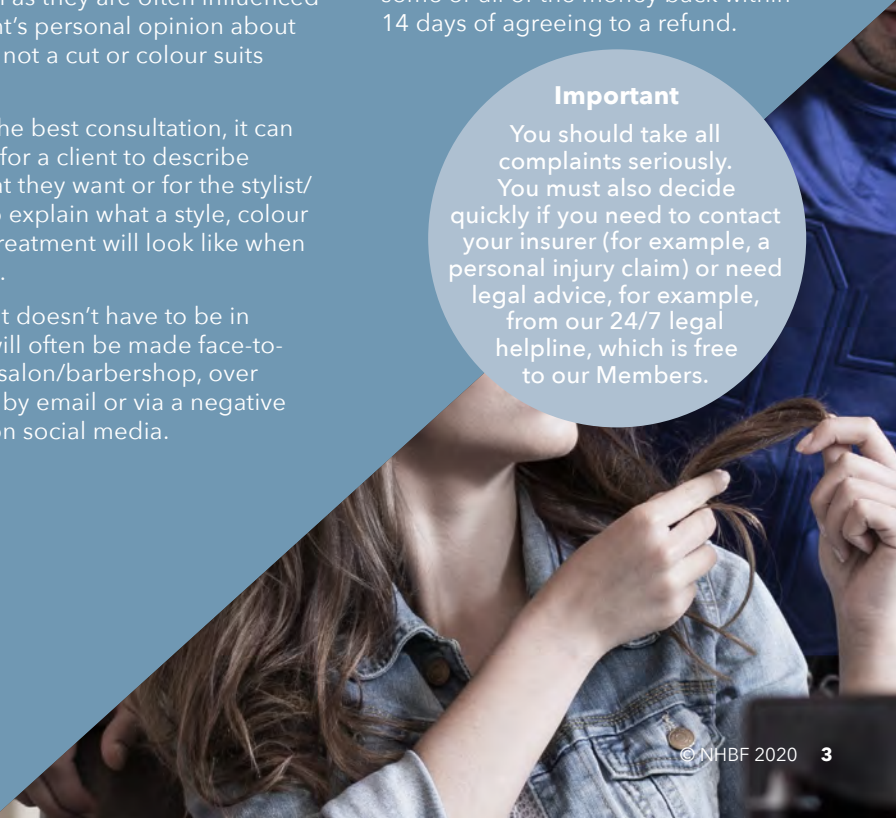 as they are often influenced
t's personal opinion about
not a cut or colour suits
he best consultation, it can
for a client to describe
t they want or for the stylist/
explain what a style, colour
reatment will look like when
.
t doesn't have to be in
vill often be made face-to-
salon/barbershop, over
by email or via a negative
on social media.
some or all of the money back within
14 days of agreeing to a refund.
Important
You should take all
complaints seriously.
You must also decide
quickly if you need to contact
your insurer (for example, a
personal injury claim) or need
legal advice, for example,
from our 24/7 legal
helpline, which is free
to our Members.
© NHBF 2020 3